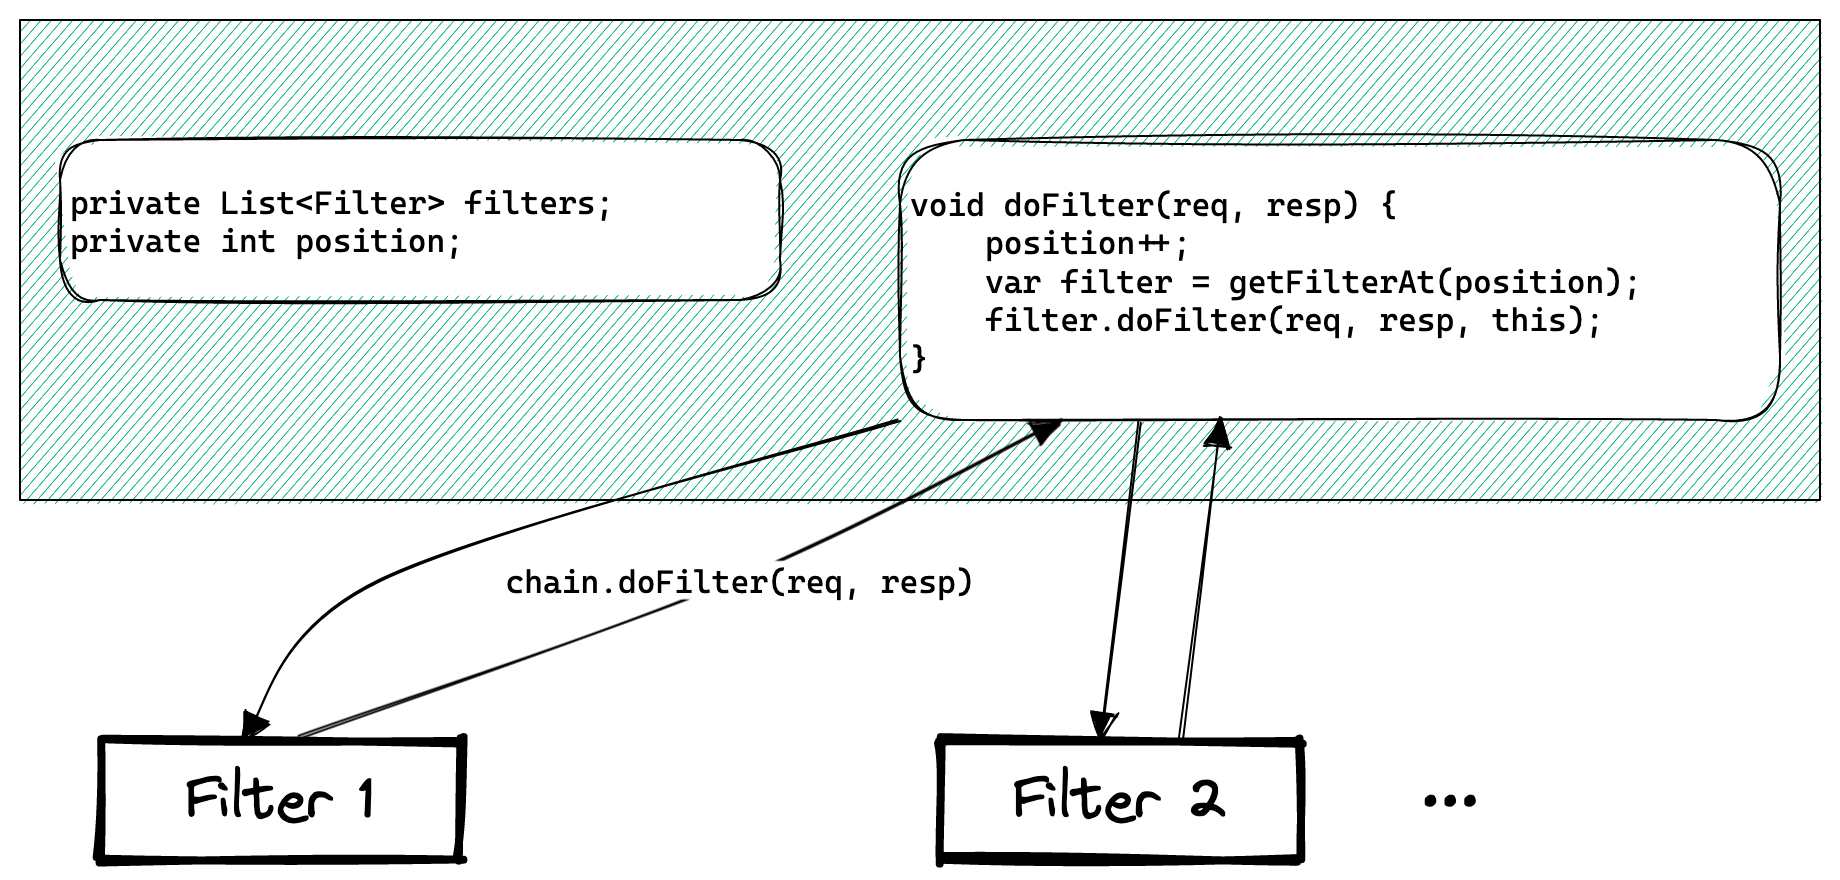 private List<Filter> filters;
private int position;
void doFilter(req, resp) {
    position++;
    var filter = getFilterAt(position);
    filter.doFilter(req, resp, this);
}
chain.doFilter(req, resp)
Filter 1
Filter 2
...